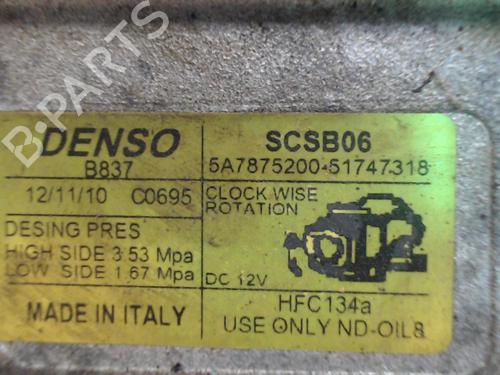 DENSO
B837
12/11/10 C0695
DESING PRES
HIGH SIDE 3.53 Mpa
LOW SIDE 1.67 Mpa
MADE IN ITALY
SCSB06
5A7875200-51747318
CLOCK WISE
ROTATION
DC 12V
HFC134a
USE ONLY ND-OIL8
B-PARTS